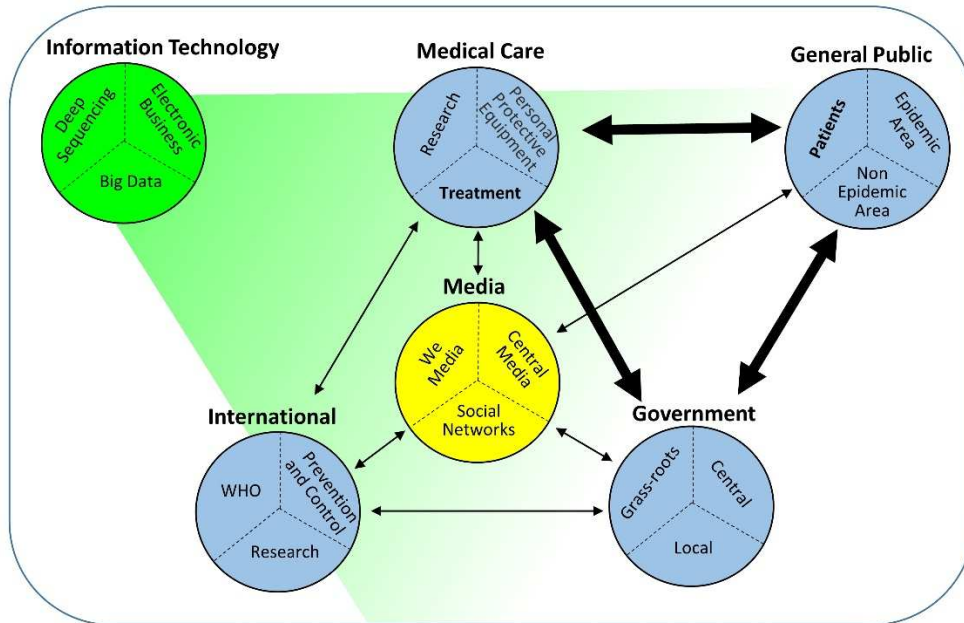 Information Technology
Deep
Sequencing
Electronic
Business
Big Data
Medical Care
Research
Personal
Protective
Equipment
Treatment
General Public
Patients
Epidemic
Area
Non
Epidemic
Area
Media
We
Media
Central
Media
Social
Networks
International
WHO
Prevention
and Control
Research
Government
Grass-roots
Central
Local